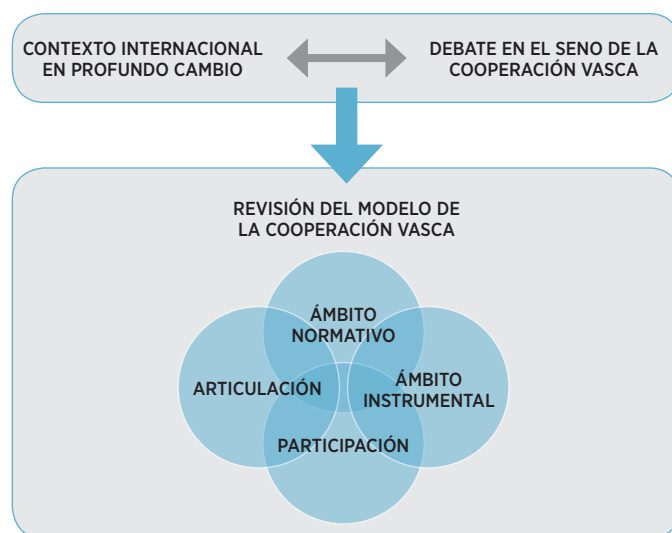 CONTEXTO INTERNACIONAL
EN PROFUNDO CAMBIO
DEBATE EN EL SENO DE LA
COOPERACIÓN VASCA
REVISIÓN DEL MODELO DE
LA COOPERACIÓN VASCA
ÁMBITO
NORMATIVO
ARTICULACIÓN
ÁMBITO
INSTRUMENTAL
PARTICIPACIÓN